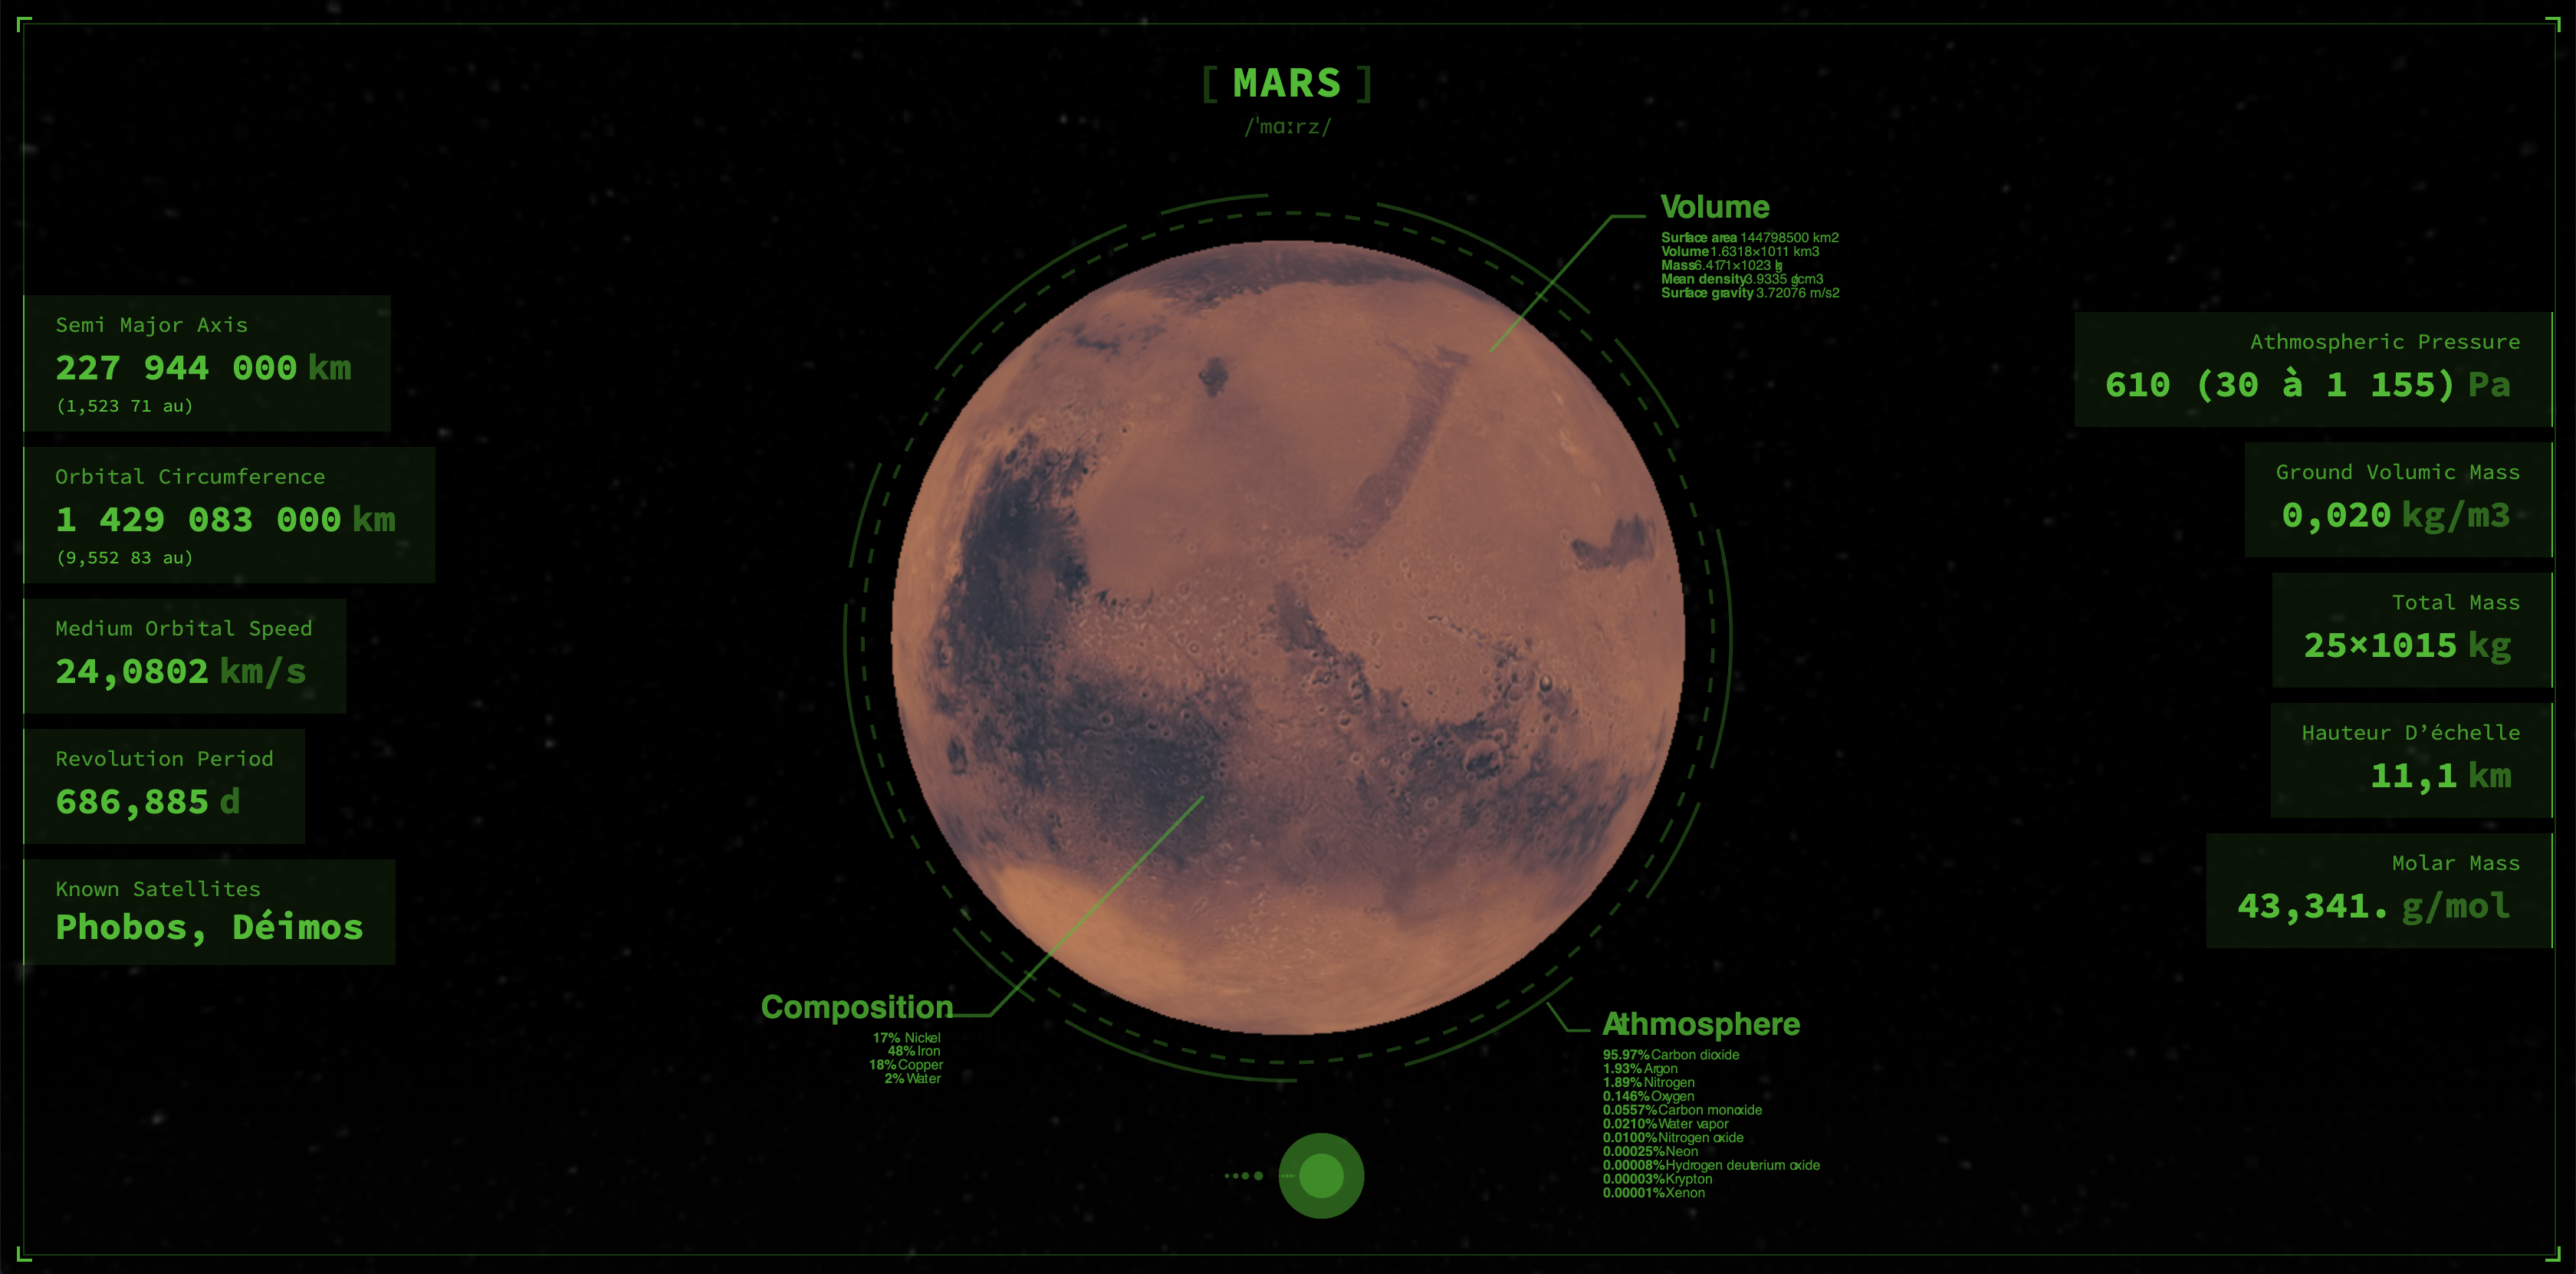 [ MARS ]
/ˈmɑːrz/
Semi Major Axis
227 944 000 km
(1,523 71 au)
Orbital Circumference
1 429 083 000 km
(9,552 83 au)
Medium Orbital Speed
24,0802 km/s
Revolution Period
686,885 d
Known Satellites
Phobos, Déimos
Volume
Surface area 144798500 km2
Volume 1.6318×1011 km3
Mass 6.4171×1023 kg
Mean density 3.9335 g/cm3
Surface gravity 3.72076 m/s2
Composition
17% Nickel
48% Iron
18% Copper
2% Water
Athmosphere
95.97% Carbon dioxide
1.93% Argon
1.89% Nitrogen
0.146% Oxygen
0.0557% Carbon monoxide
0.0210% Water vapor
0.0100% Nitrogen oxide
0.00025% Neon
0.00008% Hydrogen deuterium oxide
0.00003% Krypton
0.00001% Xenon
Athmospheric Pressure
610 (30 à 1 155) Pa
Ground Volumic Mass
0,020 kg/m3
Total Mass
25×1015 kg
Hauteur D’échelle
11,1 km
Molar Mass
43,341. g/mol